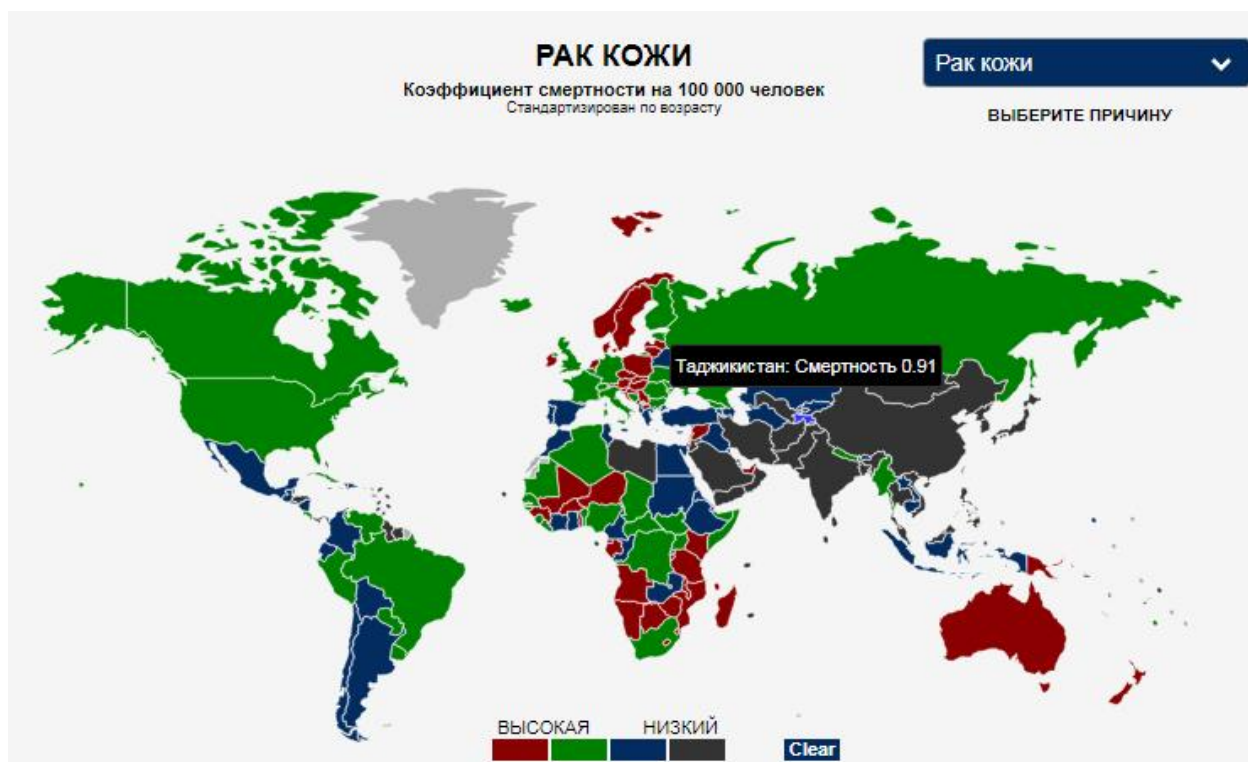 РАК КОЖИ
Коэффициент смертности на 100 000 человек
Стандартизирован по возрасту
Рак кожи
ВЫБЕРИТЕ ПРИЧИНУ
Таджикистан: Смертность 0.91
ВЫСОКАЯ НИЗКИЙ
Clear